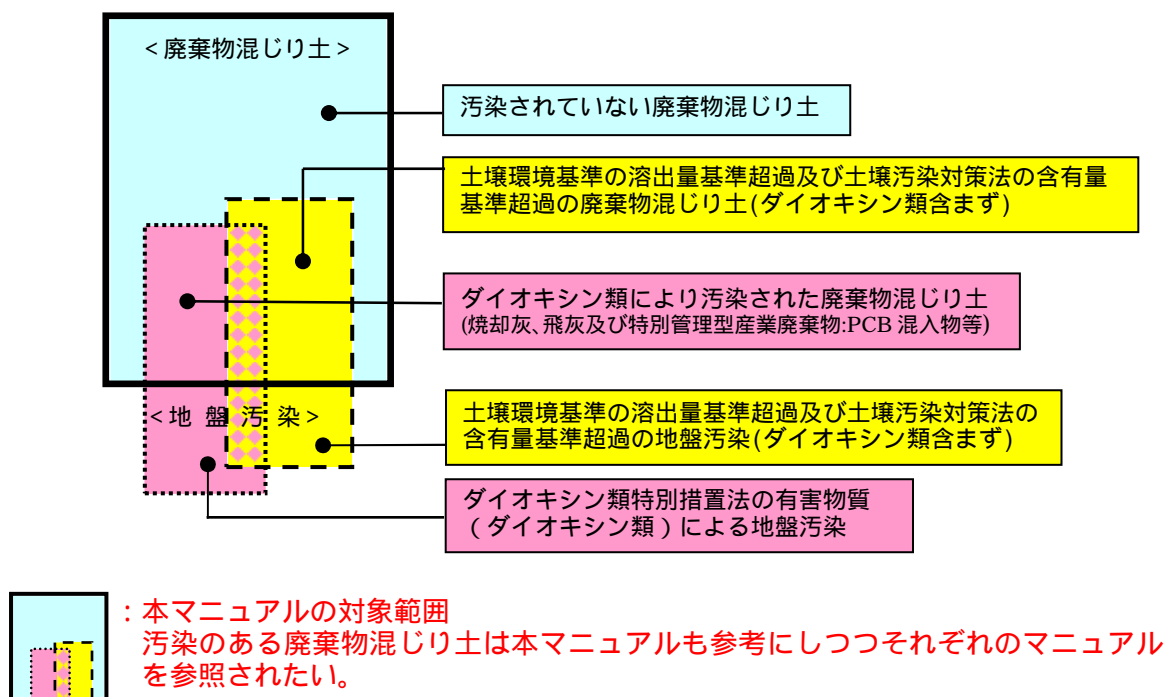 <廃棄物混じり土>
汚染されていない廃棄物混じり土
土壌環境基準の溶出量基準超過及び土壌汚染対策法の含有量
基準超過の廃棄物混じり土(ダイオキシン類含まず)
ダイオキシン類により汚染された廃棄物混じり土
(焼却灰、飛灰及び特別管理型産業廃棄物:PCB 混入物等)
<地 盤 汚 染>
土壌環境基準の溶出量基準超過及び土壌汚染対策法の
含有量基準超過の地盤汚染(ダイオキシン類含まず)
ダイオキシン類特別措置法の有害物質
(ダイオキシン類)による地盤汚染
:本マニュアルの対象範囲
汚染のある廃棄物混じり土は本マニュアルも参考にしつつそれぞれのマニュアル
を参照されたい。